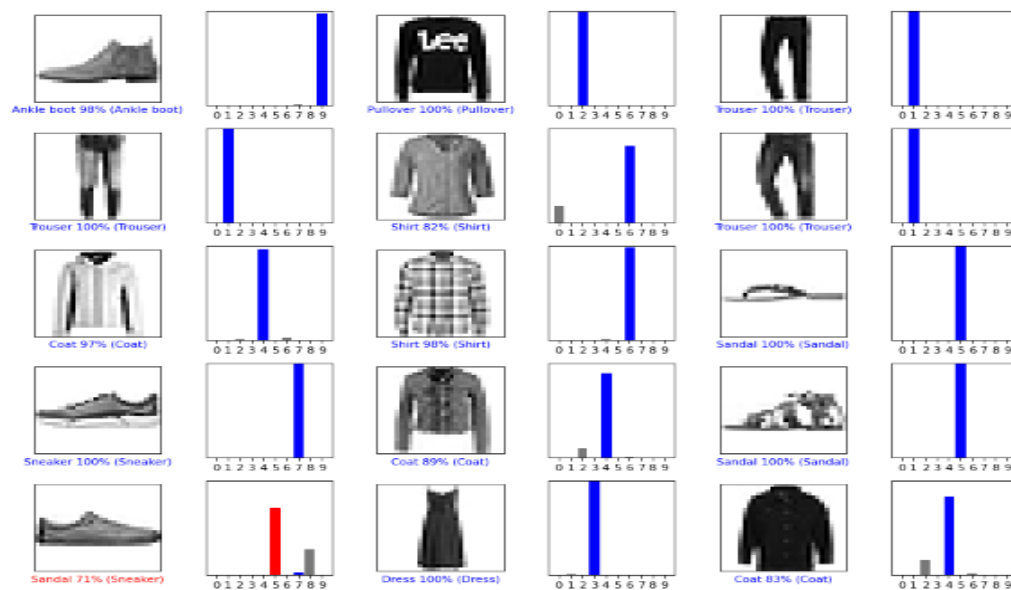 Lee
Ankle boot 98% (Ankle boot)
0 1 2 3 4 5 6 7 8 9
Pullover 100% (Pullover)
0 1 2 3 4 5 6 7 8 9
Trouser 100% (Trouser)
0 1 2 3 4 5 6 7 8 9
Trouser 100% (Trouser)
0 1 2 3 4 5 6 7 8 9
Shirt 82% (Shirt)
0 1 2 3 4 5 6 7 8 9
Trouser 100% (Trouser)
0 1 2 3 4 5 6 7 8 9
Coat 97% (Coat)
0 1 2 3 4 5 6 7 8 9
Shirt 98% (Shirt)
0 1 2 3 4 5 6 7 8 9
Sandal 100% (Sandal)
0 1 2 3 4 5 6 7 8 9
Sneaker 100% (Sneaker)
0 1 2 3 4 5 6 7 8 9
Coat 89% (Coat)
0 1 2 3 4 5 6 7 8 9
Sandal 100% (Sandal)
0 1 2 3 4 5 6 7 8 9
Sandal 71% (Sneaker)
0 1 2 3 4 5 6 7 8 9
Dress 100% (Dress)
0 1 2 3 4 5 6 7 8 9
Coat 83% (Coat)
0 1 2 3 4 5 6 7 8 9